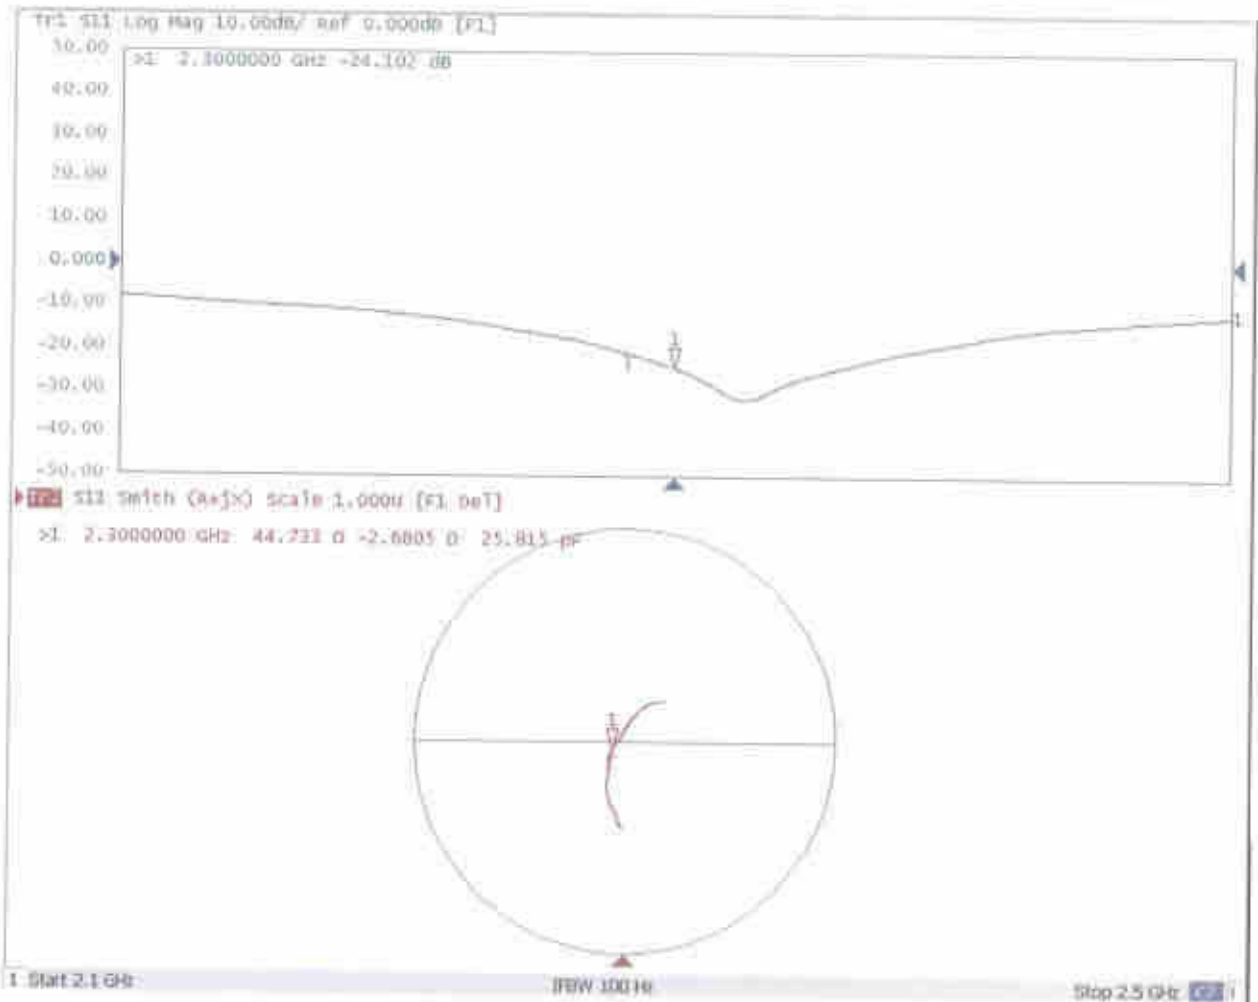 Tr1 S11 Log Mag 10.00dB/ Ref 0.000dB [F1]
50.00
>1 2.3000000 GHz -24.102 dB
40.00
30.00
20.00
10.00
0.000
-10.00
-20.00
-30.00
-40.00
-50.00
1
1
Tr2 S11 Smith (R+jX) Scale 1.000U [F1 Del]
>1 2.3000000 GHz 44.733 Ω -2.6805 Ω 25.815 pF
1
1 Start 2.1 GHz
IFBW 100 Hz
Stop 2.5 GHz